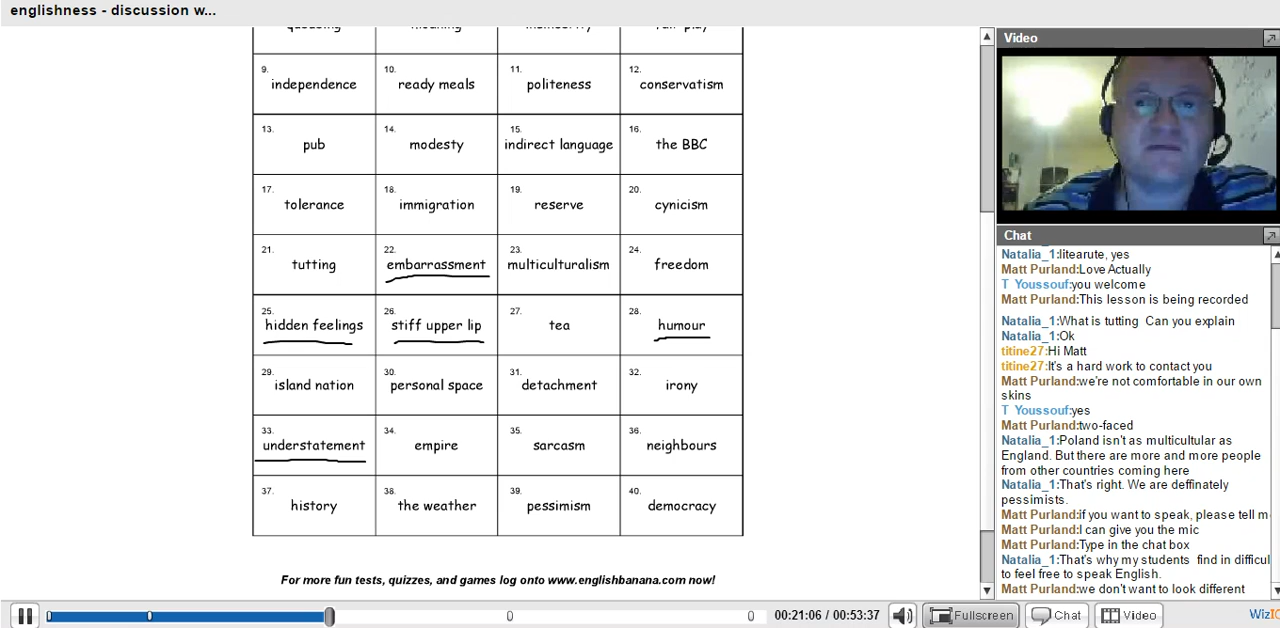 englishness - discussion w...
9. independence 10. ready meals 11. politeness 12. conservatism
13. pub 14. modesty 15. indirect language 16. the BBC
17. tolerance 18. immigration 19. reserve 20. cynicism
21. tutting 22. embarrassment 23. multiculturalism 24. freedom
25. hidden feelings 26. stiff upper lip 27. tea 28. humour
29. island nation 30. personal space 31. detachment 32. irony
33. understatement 34. empire 35. sarcasm 36. neighbours
37. history 38. the weather 39. pessimism 40. democracy
For more fun tests, quizzes, and games log onto www.englishbanana.com now!
Video
Chat
Natalia_1:litearute, yes
Matt Purland:Love Actually
T Youssouf:you welcome
Matt Purland:This lesson is being recorded
Natalia_1:What is tutting Can you explain
Natalia_1:Ok
titine27:Hi Matt
titine27:It's a hard work to contact you
Matt Purland:we're not comfortable in our own
skins
T Youssouf:yes
Matt Purland:two-faced
Natalia_1:Poland isn't as multicultular as
England. But there are more and more people
from other countries coming here
Natalia_1:That's right. We are deffinately
pessimists.
Matt Purland:if you want to speak, please tell m
Matt Purland:I can give you the mic
Matt Purland:Type in the chat box
Natalia_1:That's why my students find in difficul
to feel free to speak English.
Matt Purland:we don't want to look different
00:21:06 / 00:53:37 Fullscreen Chat Video WizI